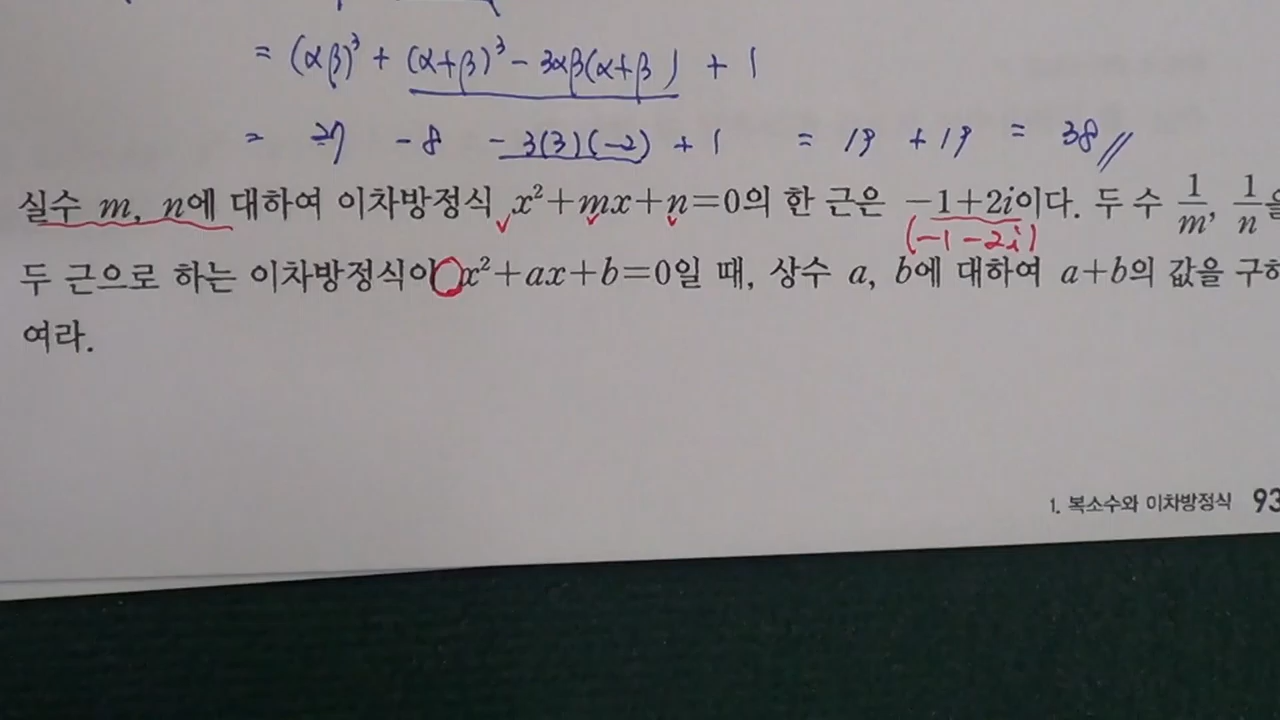 = (αβ)³ + (α+β)³ - 3αβ(α+β) + 1
= 27 - 8 - 3(3)(-2) + 1 = 19 + 19 = 38
실수 m, n에 대하여 이차방정식 x²+mx+n=0의 한 근은 -1+2i이다. 두 수 1/m, 1/n을
(-1-2i)
두 근으로 하는 이차방정식이 x²+ax+b=0일 때, 상수 a, b에 대하여 a+b의 값을 구하
여라.
1. 복소수와 이차방정식 93